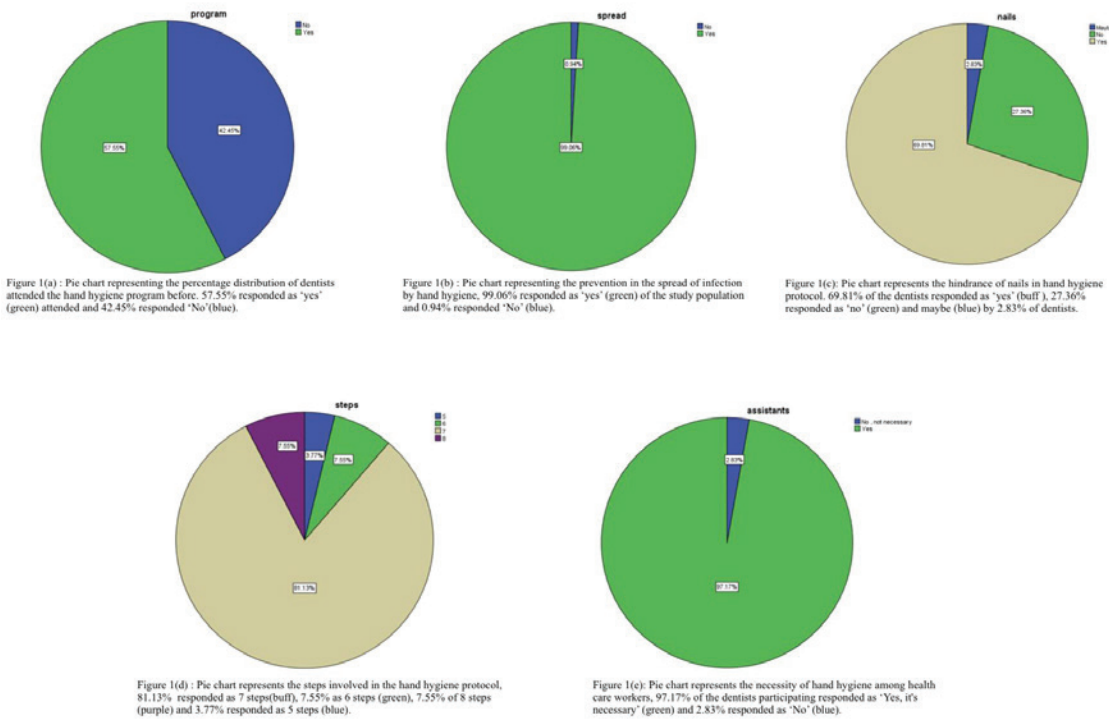 program
No
Yes
42.45%
57.55%
Figure 1(a) : Pie chart representing the percentage distribution of dentists
attended the hand hygiene program before. 57.55% responded as ‘yes’
(green) attended and 42.45% responded ‘No’(blue).
spread
No
Yes
0.94%
99.06%
Figure 1(b) : Pie chart representing the prevention in the spread of infection
by hand hygiene, 99.06% responded as ‘yes’ (green) of the study population
and 0.94% responded ‘No’ (blue).
nails
No
Yes
2.83%
27.36%
69.81%
Figure 1(c): Pie chart represents the hindrance of nails in hand hygiene
protocol. 69.81% of the dentists responded as ‘yes’ (buff ), 27.36%
responded as ‘no’ (green) and maybe (blue) by 2.83% of dentists.
steps
5
6
7
8
7.55%
3.77%
7.55%
81.13%
Figure 1(d) : Pie chart represents the steps involved in the hand hygiene protocol,
81.13% responded as 7 steps(buff), 7.55% as 6 steps (green), 7.55% of 8 steps
(purple) and 3.77% responded as 5 steps (blue).
assistants
No , not necessary
Yes
2.83%
97.17%
Figure 1(e): Pie chart represents the necessity of hand hygiene among health
care workers, 97.17% of the dentists participating responded as ‘Yes, it's
necessary’ (green) and 2.83% responded as ‘No’ (blue).